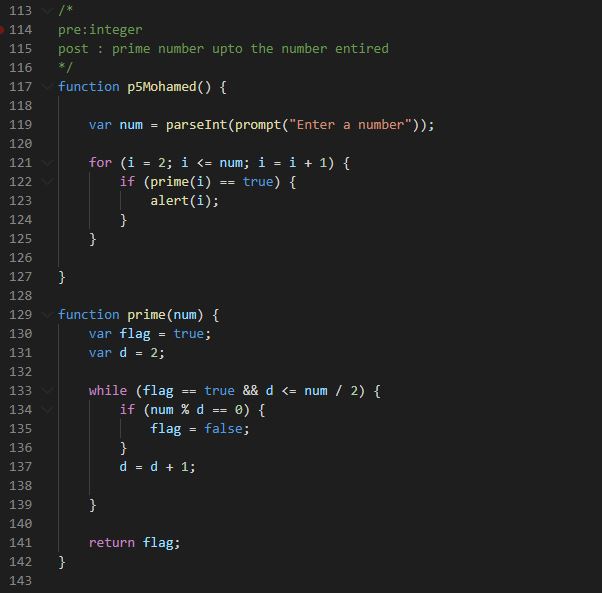 113 /*
114 pre:integer
115 post : prime number upto the number entired
116 */
117 function p5Mohamed() {
118
119     var num = parseInt(prompt("Enter a number"));
120
121     for (i = 2; i <= num; i = i + 1) {
122         if (prime(i) == true) {
123             alert(i);
124         }
125     }
126
127 }
128
129 function prime(num) {
130     var flag = true;
131     var d = 2;
132
133     while (flag == true && d <= num / 2) {
134         if (num % d == 0) {
135             flag = false;
136         }
137         d = d + 1;
138
139     }
140
141     return flag;
142 }
143